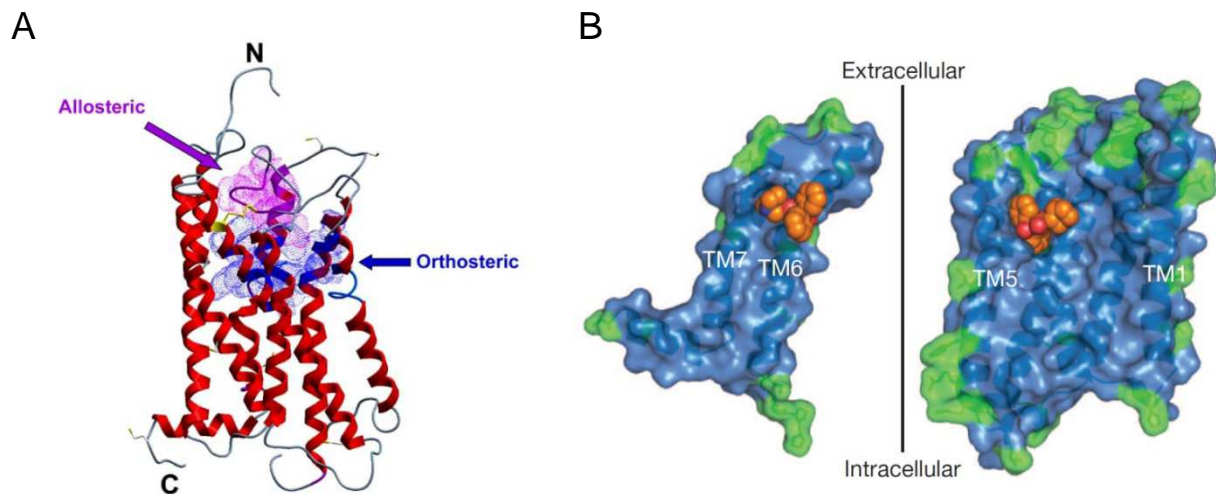 A
N
Allosteric
Orthosteric
C
B
Extracellular
TM7
TM6
TM5
TM1
Intracellular